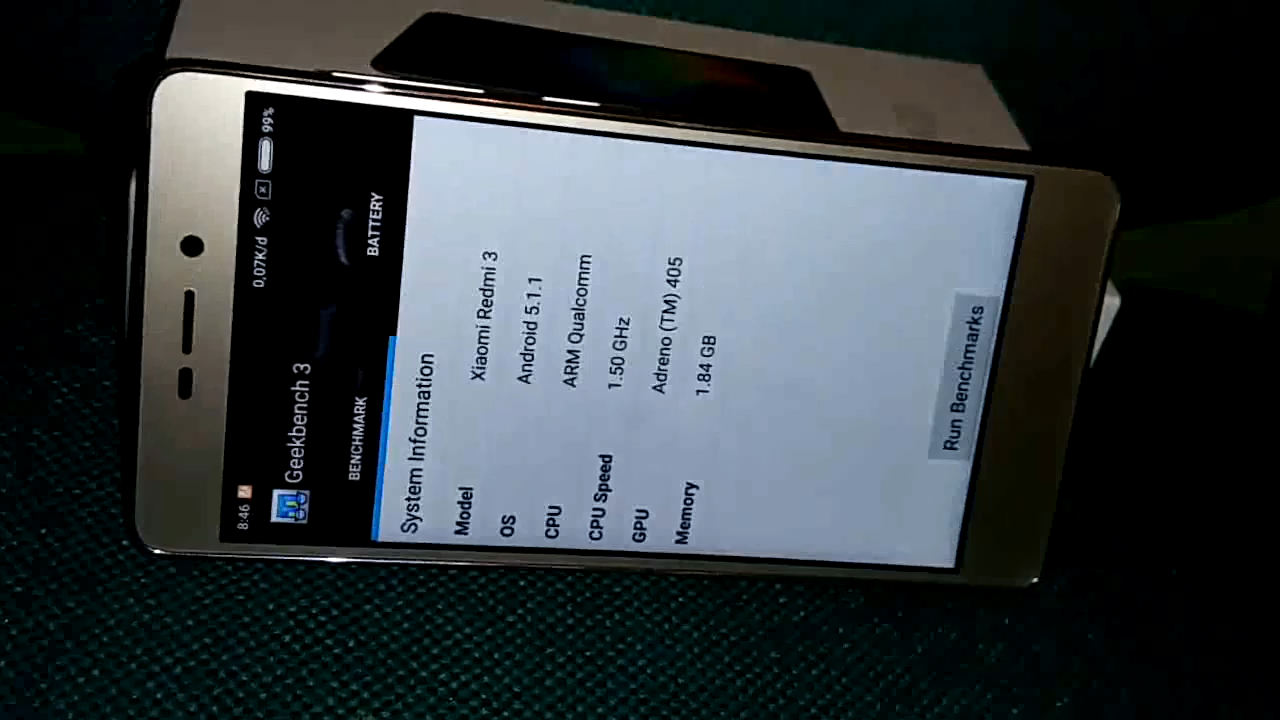 8:46 0,07K/d 99%
Geekbench 3
BENCHMARK BATTERY
System Information
Model Xiaomi Redmi 3
OS Android 5.1.1
CPU ARM Qualcomm
CPU Speed 1.50 GHz
GPU Adreno (TM) 405
Memory 1.84 GB
Run Benchmarks